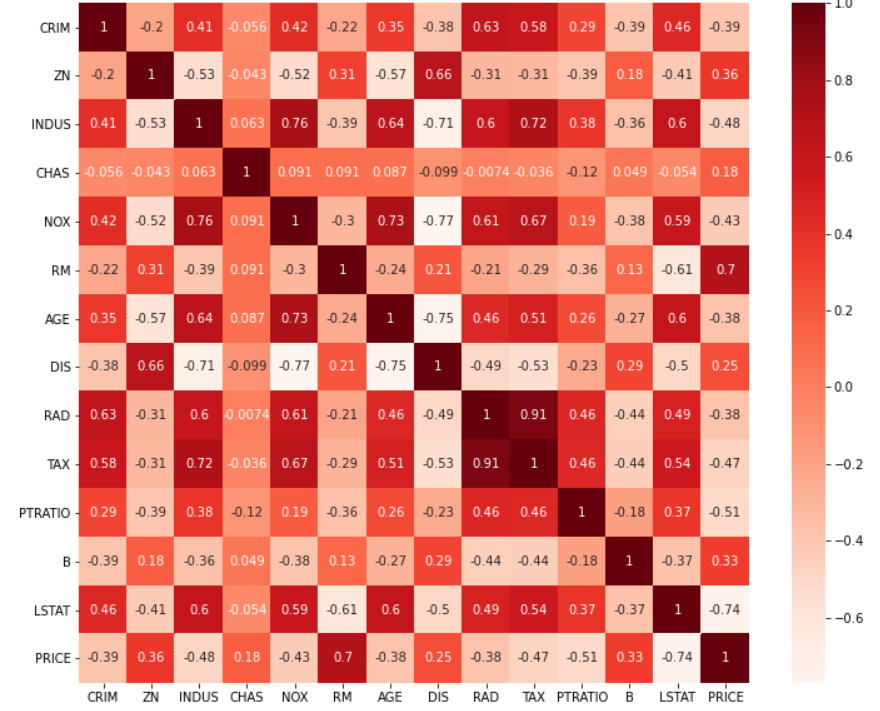 CRIM 1 -0.2 0.41 -0.056 0.42 -0.22 0.35 -0.38 0.63 0.58 0.29 -0.39 0.46 -0.39
ZN -0.2 1 -0.53 -0.043 -0.52 0.31 -0.57 0.66 -0.31 -0.31 -0.39 0.18 -0.41 0.36
INDUS 0.41 -0.53 1 0.063 0.76 -0.39 0.64 -0.71 0.6 0.72 0.38 -0.36 0.6 -0.48
CHAS -0.056 -0.043 0.063 1 0.091 0.091 0.087 -0.099 -0.0074 -0.036 -0.12 0.049 -0.054 0.18
NOX 0.42 -0.52 0.76 0.091 1 -0.3 0.73 -0.77 0.61 0.67 0.19 -0.38 0.59 -0.43
RM -0.22 0.31 -0.39 0.091 -0.3 1 -0.24 0.21 -0.21 -0.29 -0.36 0.13 -0.61 0.7
AGE 0.35 -0.57 0.64 0.087 0.73 -0.24 1 -0.75 0.46 0.51 0.26 -0.27 0.6 -0.38
DIS -0.38 0.66 -0.71 -0.099 -0.77 0.21 -0.75 1 -0.49 -0.53 -0.23 0.29 -0.5 0.25
RAD 0.63 -0.31 0.6 -0.0074 0.61 -0.21 0.46 -0.49 1 0.91 0.46 -0.44 0.49 -0.38
TAX 0.58 -0.31 0.72 -0.036 0.67 -0.29 0.51 -0.53 0.91 1 0.46 -0.44 0.54 -0.47
PTRATIO 0.29 -0.39 0.38 -0.12 0.19 -0.36 0.26 -0.23 0.46 0.46 1 -0.18 0.37 -0.51
B -0.39 0.18 -0.36 0.049 -0.38 0.13 -0.27 0.29 -0.44 -0.44 -0.18 1 -0.37 0.33
LSTAT 0.46 -0.41 0.6 -0.054 0.59 -0.61 0.6 -0.5 0.49 0.54 0.37 -0.37 1 -0.74
PRICE -0.39 0.36 -0.48 0.18 -0.43 0.7 -0.38 0.25 -0.38 -0.47 -0.51 0.33 -0.74 1
CRIM ZN INDUS CHAS NOX RM AGE DIS RAD TAX PTRATIO B LSTAT PRICE
1.0
0.8
0.6
0.4
0.2
0.0
−0.2
−0.4
−0.6